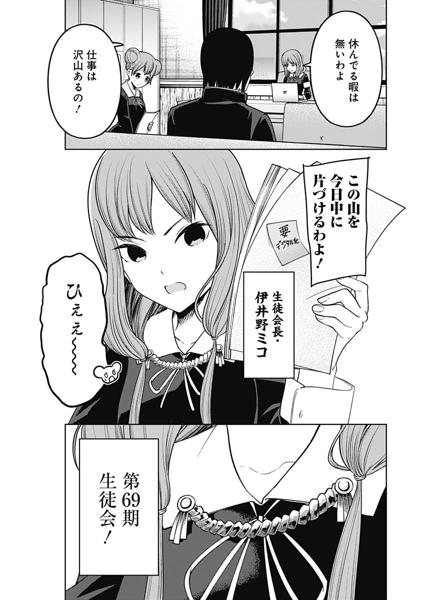 休んでる暇は
無いわよ
仕事は
沢山あるの!
この山を
今日中に
片づけるわよ!
要
デジタル化
生徒会長・
伊井野ミコ
ひぇぇ〜〜〜
第69期
生徒会!